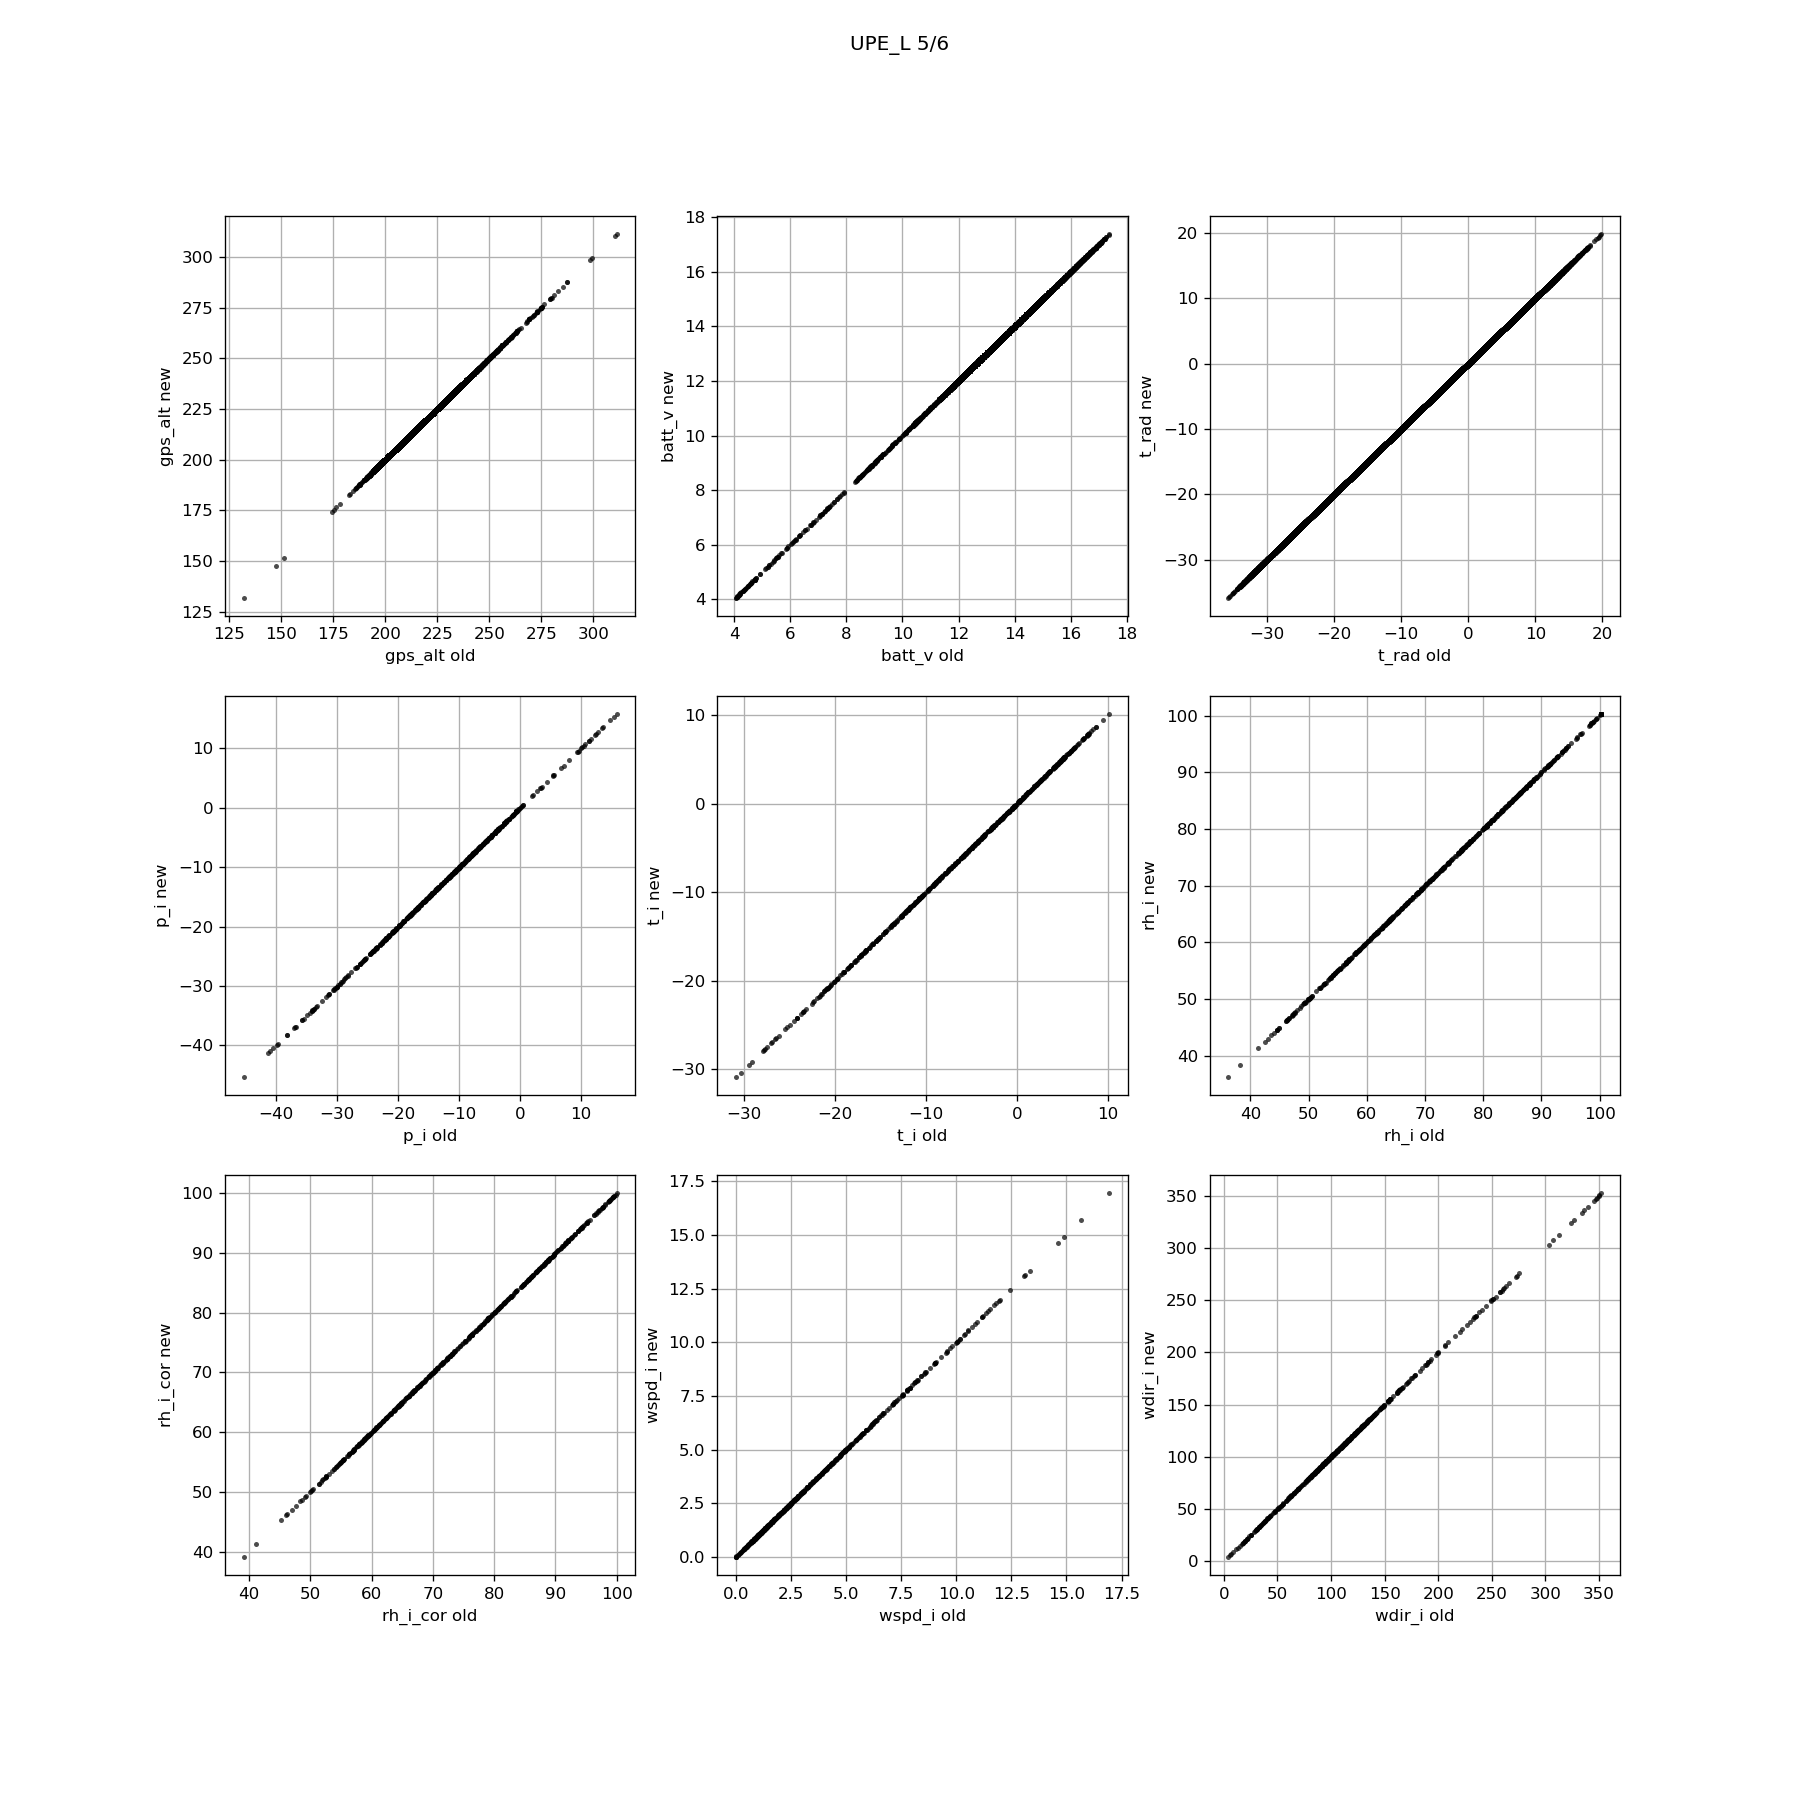 UPE_L 5/6
300
275
250
225
200
175
150
125
gps_alt new
125 150 175 200 225 250 275 300
gps_alt old
18
16
14
12
10
8
6
4
batt_v new
4 6 8 10 12 14 16 18
batt_v old
20
10
0
−10
−20
−30
t_rad new
−30 −20 −10 0 10 20
t_rad old
10
0
−10
−20
−30
−40
p_i new
−40 −30 −20 −10 0 10
p_i old
10
0
−10
−20
−30
t_i new
−30 −20 −10 0 10
t_i old
100
90
80
70
60
50
40
rh_i new
40 50 60 70 80 90 100
rh_i old
100
90
80
70
60
50
40
rh_i_cor new
40 50 60 70 80 90 100
rh_i_cor old
17.5
15.0
12.5
10.0
7.5
5.0
2.5
0.0
wspd_i new
0.0 2.5 5.0 7.5 10.0 12.5 15.0 17.5
wspd_i old
350
300
250
200
150
100
50
0
wdir_i new
0 50 100 150 200 250 300 350
wdir_i old